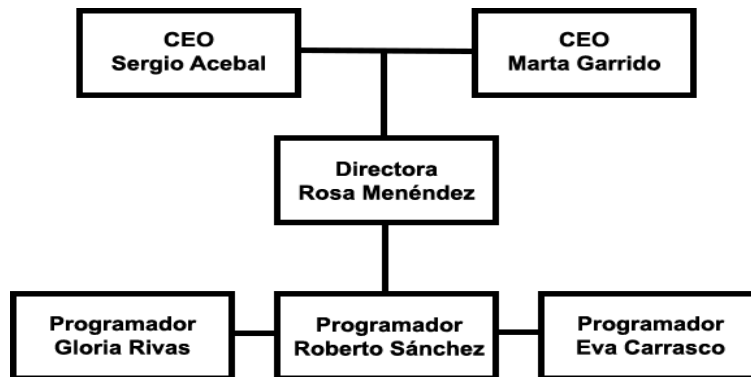 CEO
Sergio Acebal
CEO
Marta Garrido
Directora
Rosa Menéndez
Programador
Gloria Rivas
Programador
Roberto Sánchez
Programador
Eva Carrasco